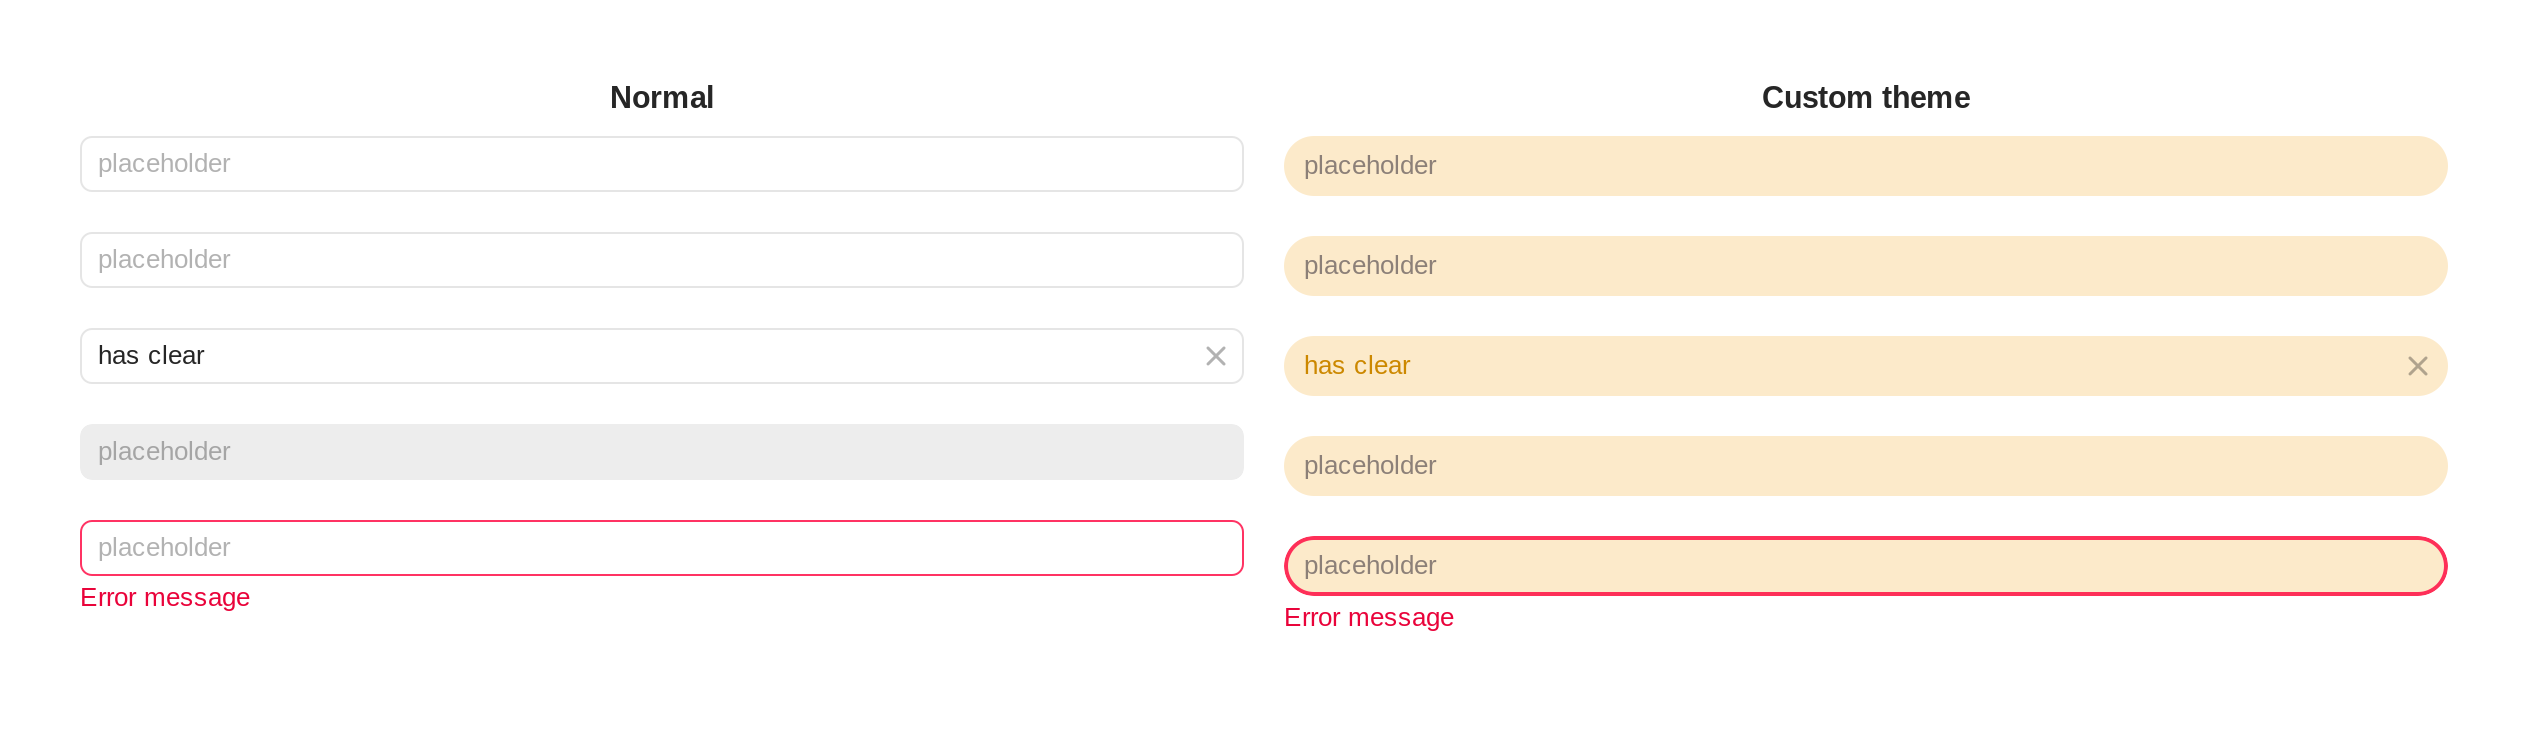 Normal
placeholder
placeholder
has clear
placeholder
placeholder
Error message
Custom theme
placeholder
placeholder
has clear
placeholder
placeholder
Error message